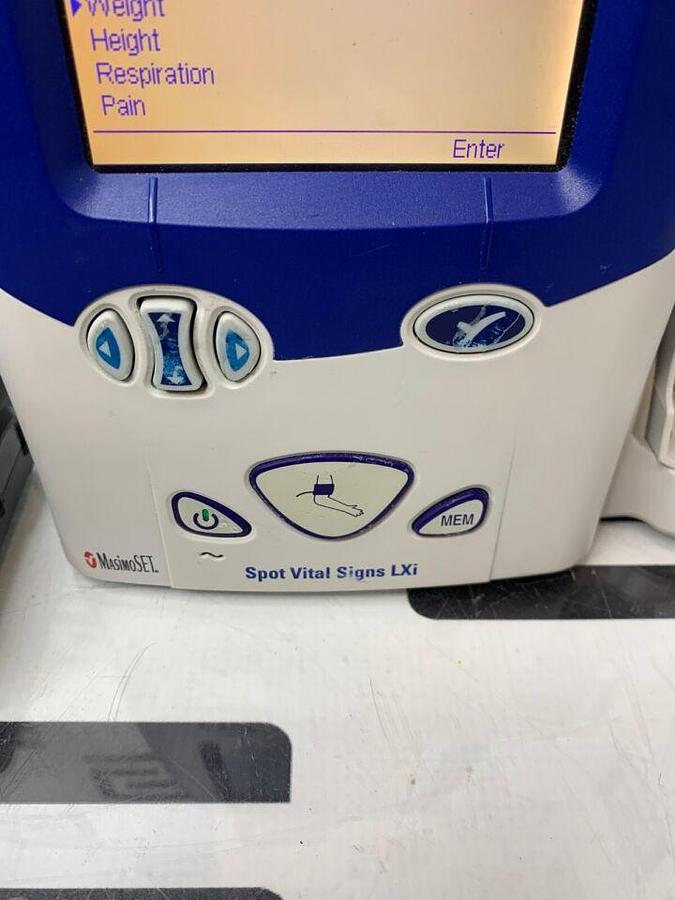 Weight
Height
Respiration
Pain
Enter
MEM
MasimoSET.
Spot Vital Signs LXi